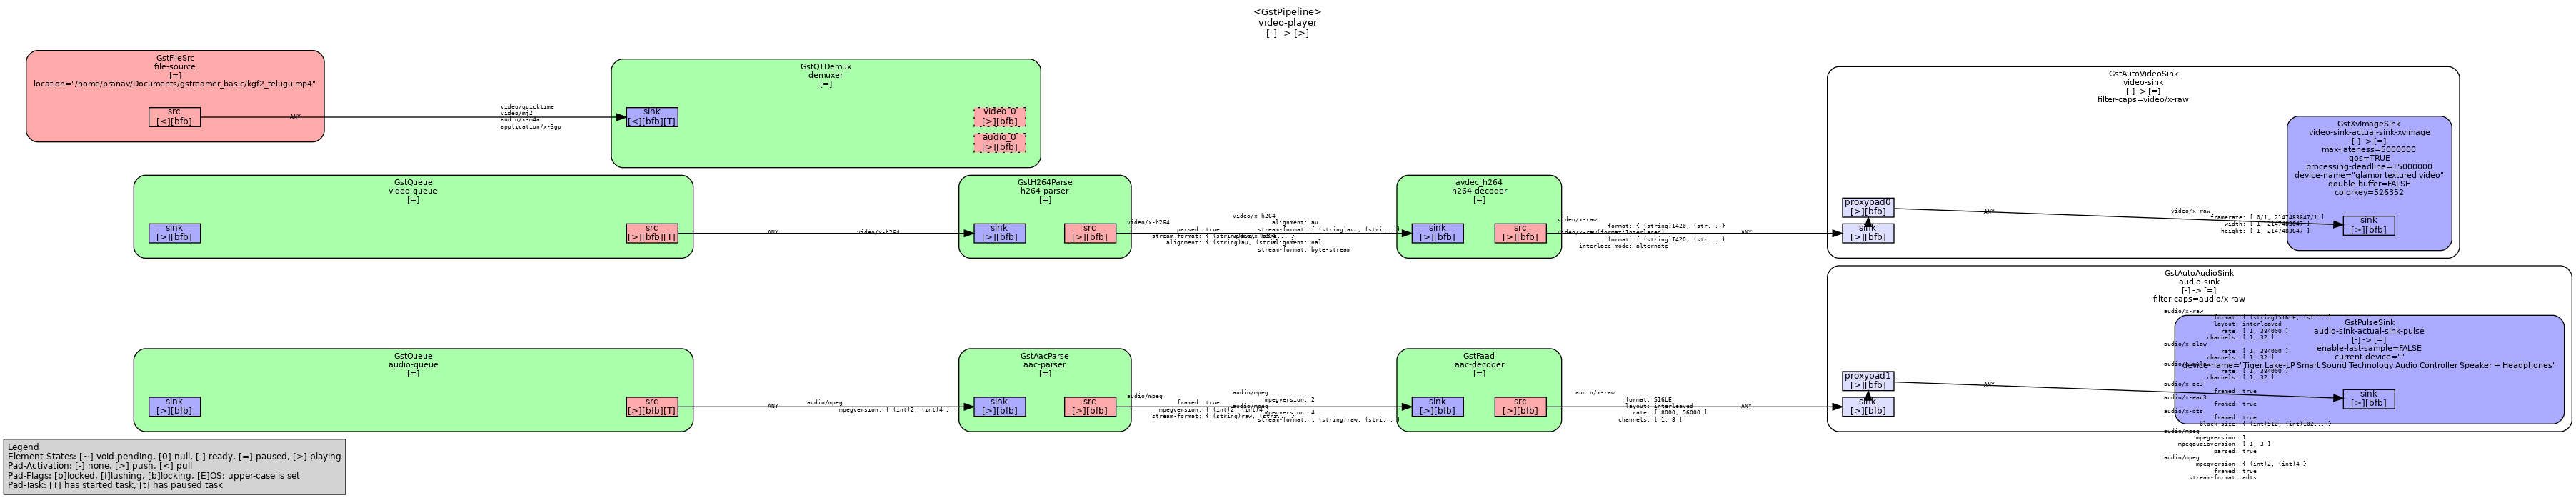 <GstPipeline>
video-player
[-] -> [>]
GstFileSrc
file-source
[=]
location="/home/pranav/Documents/gstreamer_basic/kgf2_telugu.mp4"
src
[<][bfb]
ANY
video/quicktime
video/mj2
audio/x-m4a
application/x-3gp
GstQTDemux
demuxer
[=]
sink
[<][bfb][T]
video_0
[>][bfb]
audio_0
[>][bfb]
GstAutoVideoSink
video-sink
[-] -> [=]
filter-caps=video/x-raw
proxypad0
[>][bfb]
sink
[>][bfb]
ANY
video/x-raw
framerate: [ 0/1, 2147483647/1 ]
width: [ 1, 2147483647 ]
height: [ 1, 2147483647 ]
GstXvImageSink
video-sink-actual-sink-xvimage
[-] -> [=]
max-lateness=5000000
qos=TRUE
processing-deadline=15000000
device-name="glamor textured video"
double-buffer=FALSE
colorkey=526352
sink
[>][bfb]
GstQueue
video-queue
[=]
sink
[>][bfb]
src
[>][bfb][T]
ANY
video/x-h264
GstH264Parse
h264-parser
[=]
sink
[>][bfb]
src
[>][bfb]
video/x-h264
parsed: true
alignment: { (string)au, (string)nal
video/x-h264
alignment: au
stream-format: { (string)avc, (stri... }
alignment: nal
stream-format: byte-stream
avdec_h264
h264-decoder
[=]
sink
[>][bfb]
src
[>][bfb]
video/x-raw
format: { (string)I420, (str... }
video/x-raw(format:Interlaced)
format: { (string)I420, (str... }
interlace-mode: alternate
ANY
GstAutoAudioSink
audio-sink
[-] -> [=]
filter-caps=audio/x-raw
proxypad1
[>][bfb]
sink
[>][bfb]
ANY
audio/x-raw
format: { (string)S16LE, (st... }
layout: interleaved
rate: [ 1, 384000 ]
channels: [ 1, 32 ]
audio/x-alaw
rate: [ 1, 384000 ]
channels: [ 1, 32 ]
rate: [ 1, 384000 ]
channels: [ 1, 32 ]
audio/x-ac3
framed: true
audio/x-eac3
framed: true
audio/x-dts
framed: true
block-size: { (int)512, (int)102... }
audio/mpeg
mpegversion: 1
mpegaudioversion: [ 1, 3 ]
parsed: true
audio/mpeg
mpegversion: { (int)2, (int)4 }
framed: true
stream-format: adts
GstPulseSink
audio-sink-actual-sink-pulse
[-] -> [=]
enable-last-sample=FALSE
current-device=""
device-name="Tiger Lake-LP Smart Sound Technology Audio Controller Speaker + Headphones"
sink
[>][bfb]
GstQueue
audio-queue
[=]
sink
[>][bfb]
src
[>][bfb][T]
ANY
audio/mpeg
mpegversion: { (int)2, (int)4 }
GstAacParse
aac-parser
[=]
sink
[>][bfb]
src
[>][bfb]
audio/mpeg
framed: true
mpegversion: { (int)2, (int)4 }
stream-format: { (string)raw,
audio/mpeg
mpegversion: 2
mpegversion: 4
stream-format: { (string)raw, (stri... }
GstFaad
aac-decoder
[=]
sink
[>][bfb]
src
[>][bfb]
audio/x-raw
format: S16LE
layout: interleaved
rate: [ 8000, 96000 ]
channels: [ 1, 8 ]
ANY
Legend
Element-States: [~] void-pending, [0] null, [-] ready, [=] paused, [>] playing
Pad-Activation: [-] none, [>] push, [<] pull
Pad-Flags: [b]locked, [f]lushing, [b]locking, [E]OS; upper-case is set
Pad-Task: [T] has started task, [t] has paused task